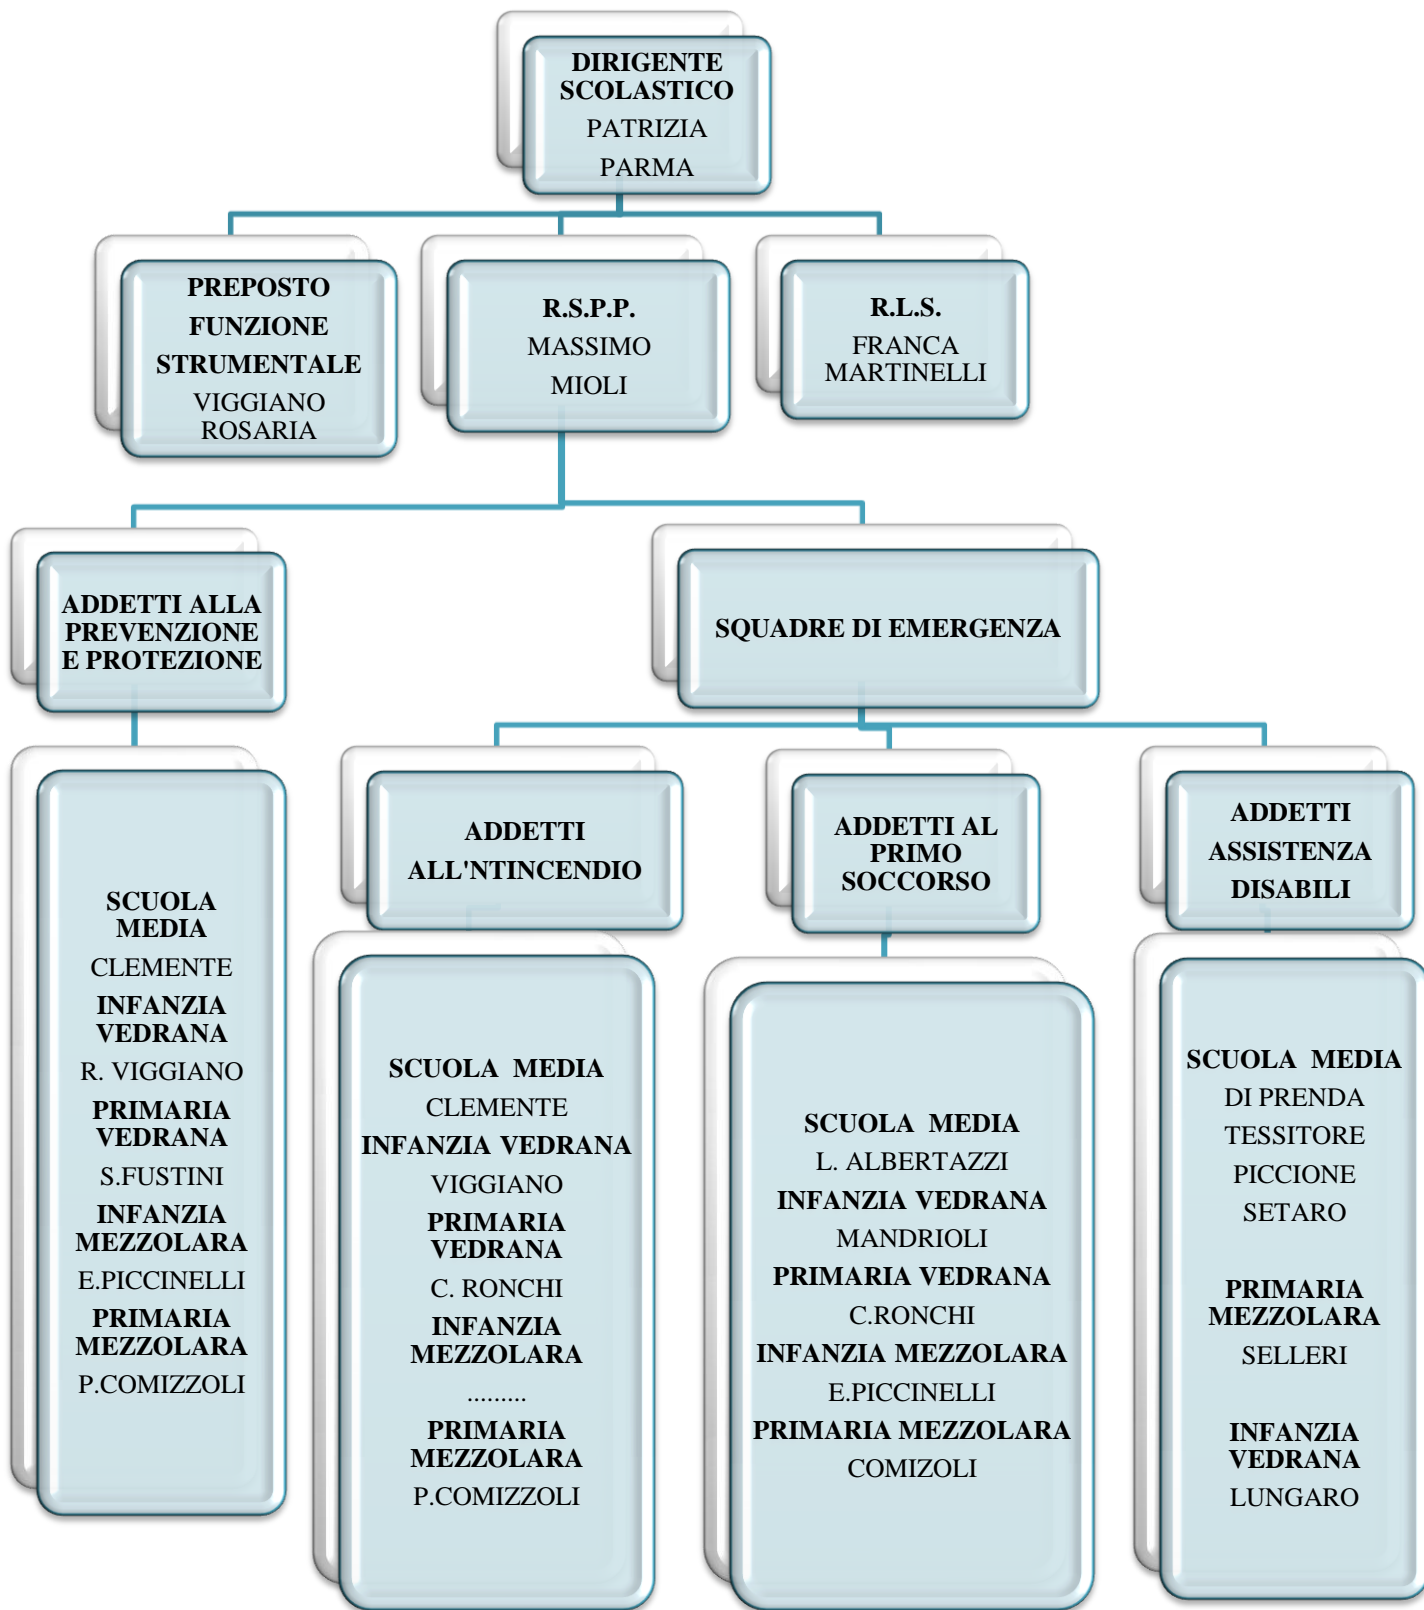 DIRIGENTE
SCOLASTICO
PATRIZIA
PARMA
PREPOSTO
FUNZIONE
STRUMENTALE
VIGGIANO
ROSARIA
R.S.P.P.
MASSIMO
MIOLI
R.L.S.
FRANCA
MARTINELLI
ADDETTI ALLA
PREVENZIONE
E PROTEZIONE
SQUADRE DI EMERGENZA
SCUOLA
MEDIA
CLEMENTE
INFANZIA
VEDRANA
R. VIGGIANO
PRIMARIA
VEDRANA
S.FUSTINI
INFANZIA
MEZZOLARA
E.PICCINELLI
PRIMARIA
MEZZOLARA
P.COMIZZOLI
ADDETTI
ALL'NTINCENDIO
SCUOLA  MEDIA
CLEMENTE
INFANZIA VEDRANA
VIGGIANO
PRIMARIA
VEDRANA
C. RONCHI
INFANZIA
MEZZOLARA
.........
PRIMARIA
MEZZOLARA
P.COMIZZOLI
ADDETTI AL
PRIMO
SOCCORSO
SCUOLA  MEDIA
L. ALBERTAZZI
INFANZIA VEDRANA
MANDRIOLI
PRIMARIA VEDRANA
C.RONCHI
INFANZIA MEZZOLARA
E.PICCINELLI
PRIMARIA MEZZOLARA
COMIZOLI
ADDETTI
ASSISTENZA
DISABILI
SCUOLA  MEDIA
DI PRENDA
TESSITORE
PICCIONE
SETARO
PRIMARIA
MEZZOLARA
SELLERI
INFANZIA
VEDRANA
LUNGARO